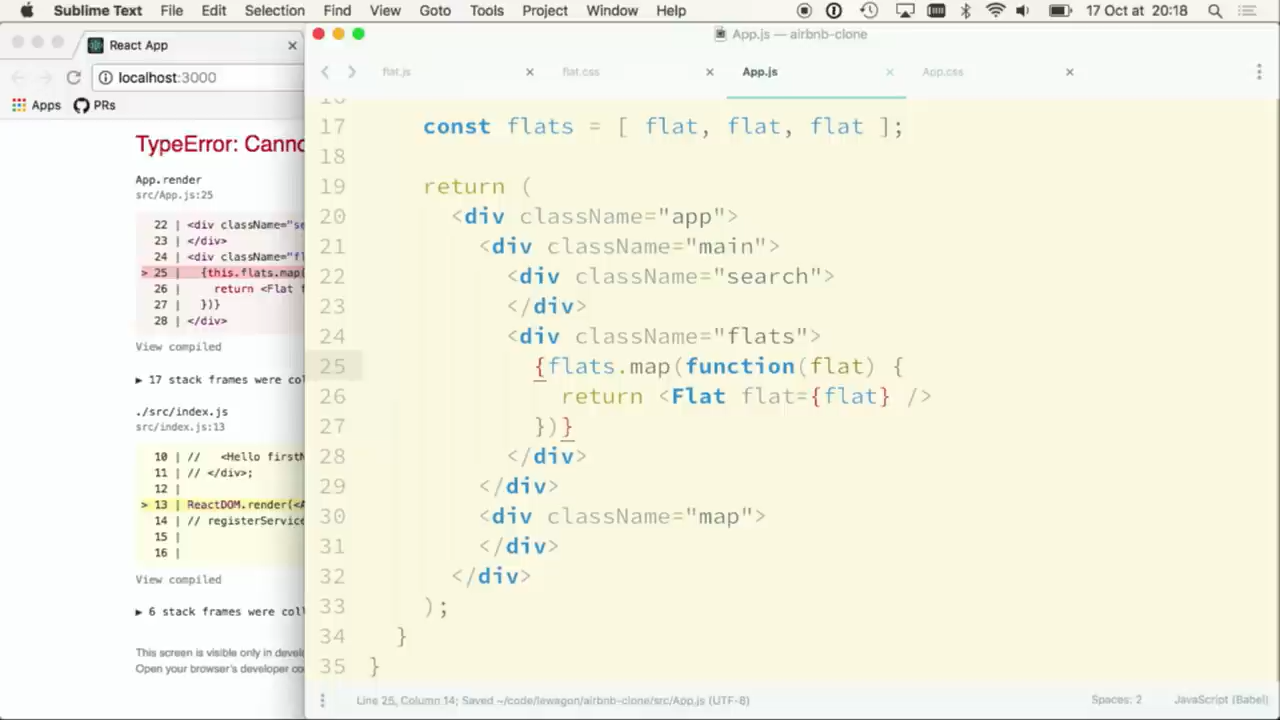 Sublime Text File Edit Selection Find View Goto Tools Project Window Help 17 Oct at 20:18
React App
App.js — airbnb-clone
flat.js flat.css App.js App.css
localhost:3000
Apps PRs
TypeError: Canno
App.render
src/App.js:25
22 | <div className="se
23 | </div>
24 | <div className="fl
> 25 | {this.flats.map(
26 | return <Flat f
27 | })}
28 | </div>
View compiled
▶ 17 stack frames were col
./src/index.js
src/index.js:13
10 | // <Hello firstN
11 | // </div>;
12 |
> 13 | ReactDOM.render(<A
14 | // registerService
15 |
16 |
View compiled
▶ 6 stack frames were coll
This screen is visible only in develo
Open your browser's developer co
16
17 const flats = [ flat, flat, flat ];
18
19 return (
20 <div className="app">
21 <div className="main">
22 <div className="search">
23 </div>
24 <div className="flats">
25 {flats.map(function(flat) {
26 return <Flat flat={flat} />
27 })}
28 </div>
29 </div>
30 <div className="map">
31 </div>
32 </div>
33 );
34 }
35 }
Line 25, Column 14; Saved ~/code/lewagon/airbnb-clone/src/App.js (UTF-8) Spaces: 2 JavaScript (Babel)